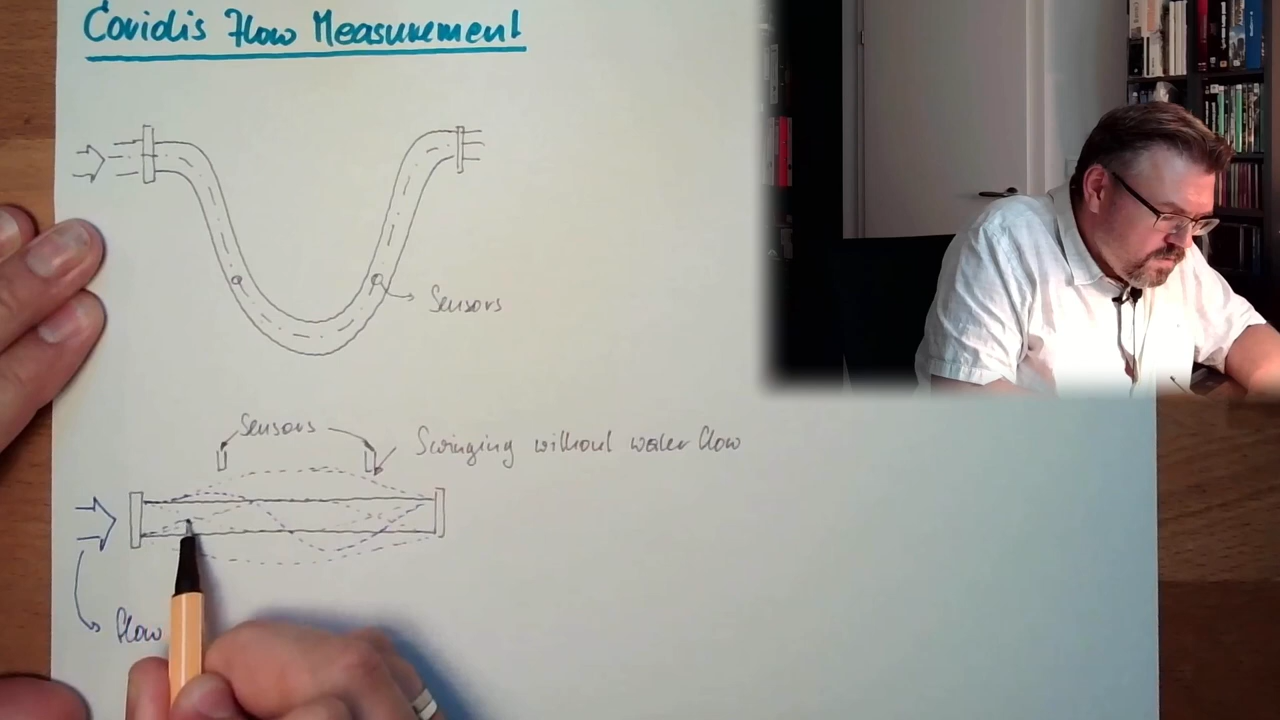 Coriolis Flow Measurement
Sensors
Sensors
Swinging without water flow
Flow